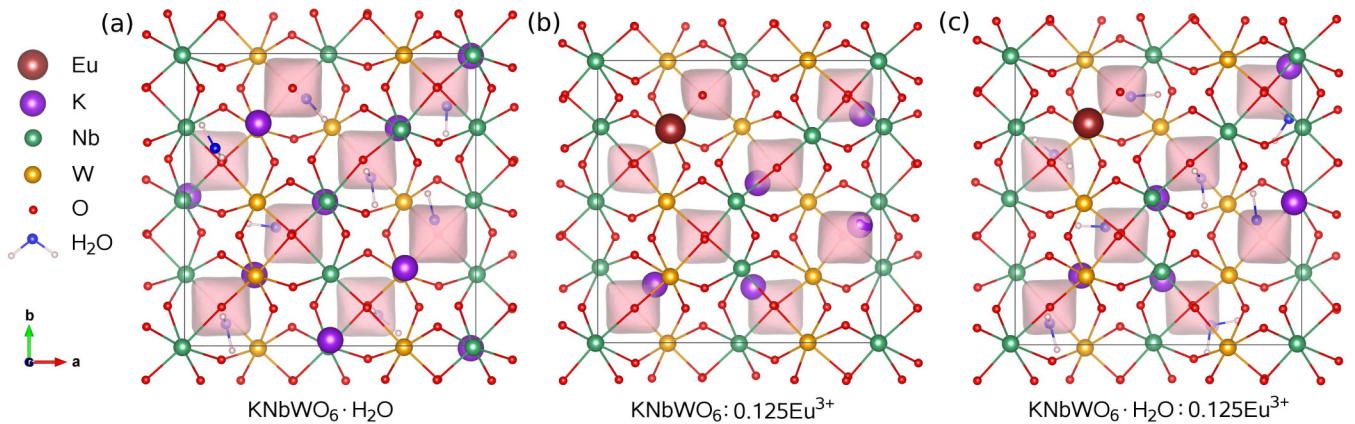 (a)
(b)
(c)
Eu
K
Nb
W
O
H₂O
b
a
KNbWO₆· H₂O
KNbWO₆: 0.125Eu³⁺
KNbWO₆· H₂O : 0.125Eu³⁺